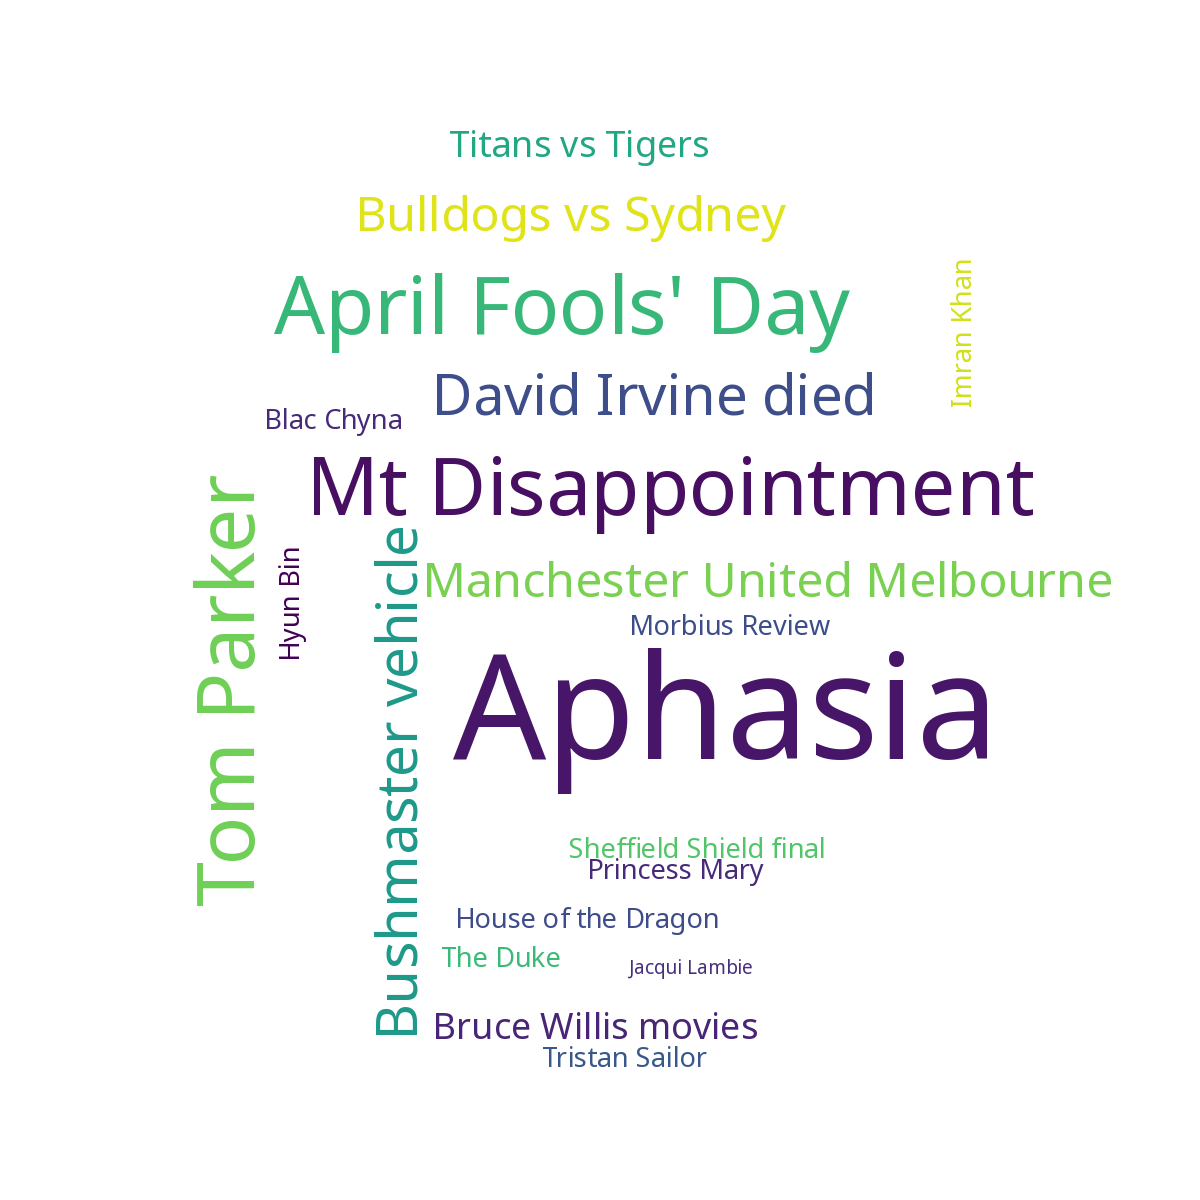 Titans vs Tigers
Bulldogs vs Sydney
April Fools' Day
Imran Khan
David Irvine died
Blac Chyna
Mt Disappointment
Tom Parker
Hyun Bin
Bushmaster vehicle
Manchester United Melbourne
Morbius Review
Aphasia
Sheffield Shield final
Princess Mary
House of the Dragon
The Duke
Jacqui Lambie
Bruce Willis movies
Tristan Sailor